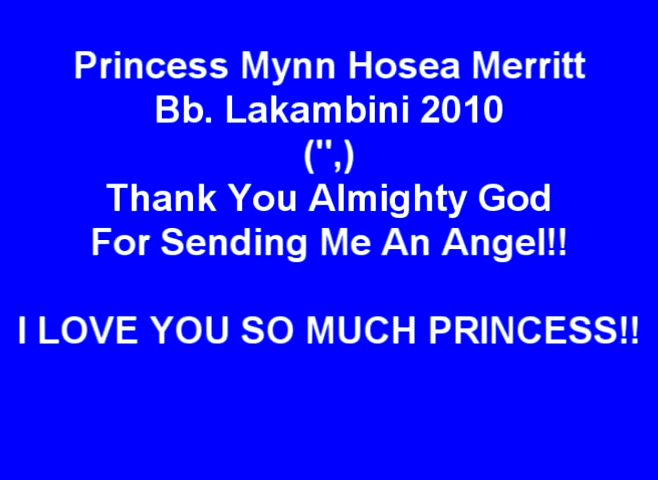 Princess Mynn Hosea Merritt
Bb. Lakambini 2010
(",)
Thank You Almighty God
For Sending Me An Angel!!
I LOVE YOU SO MUCH PRINCESS!!